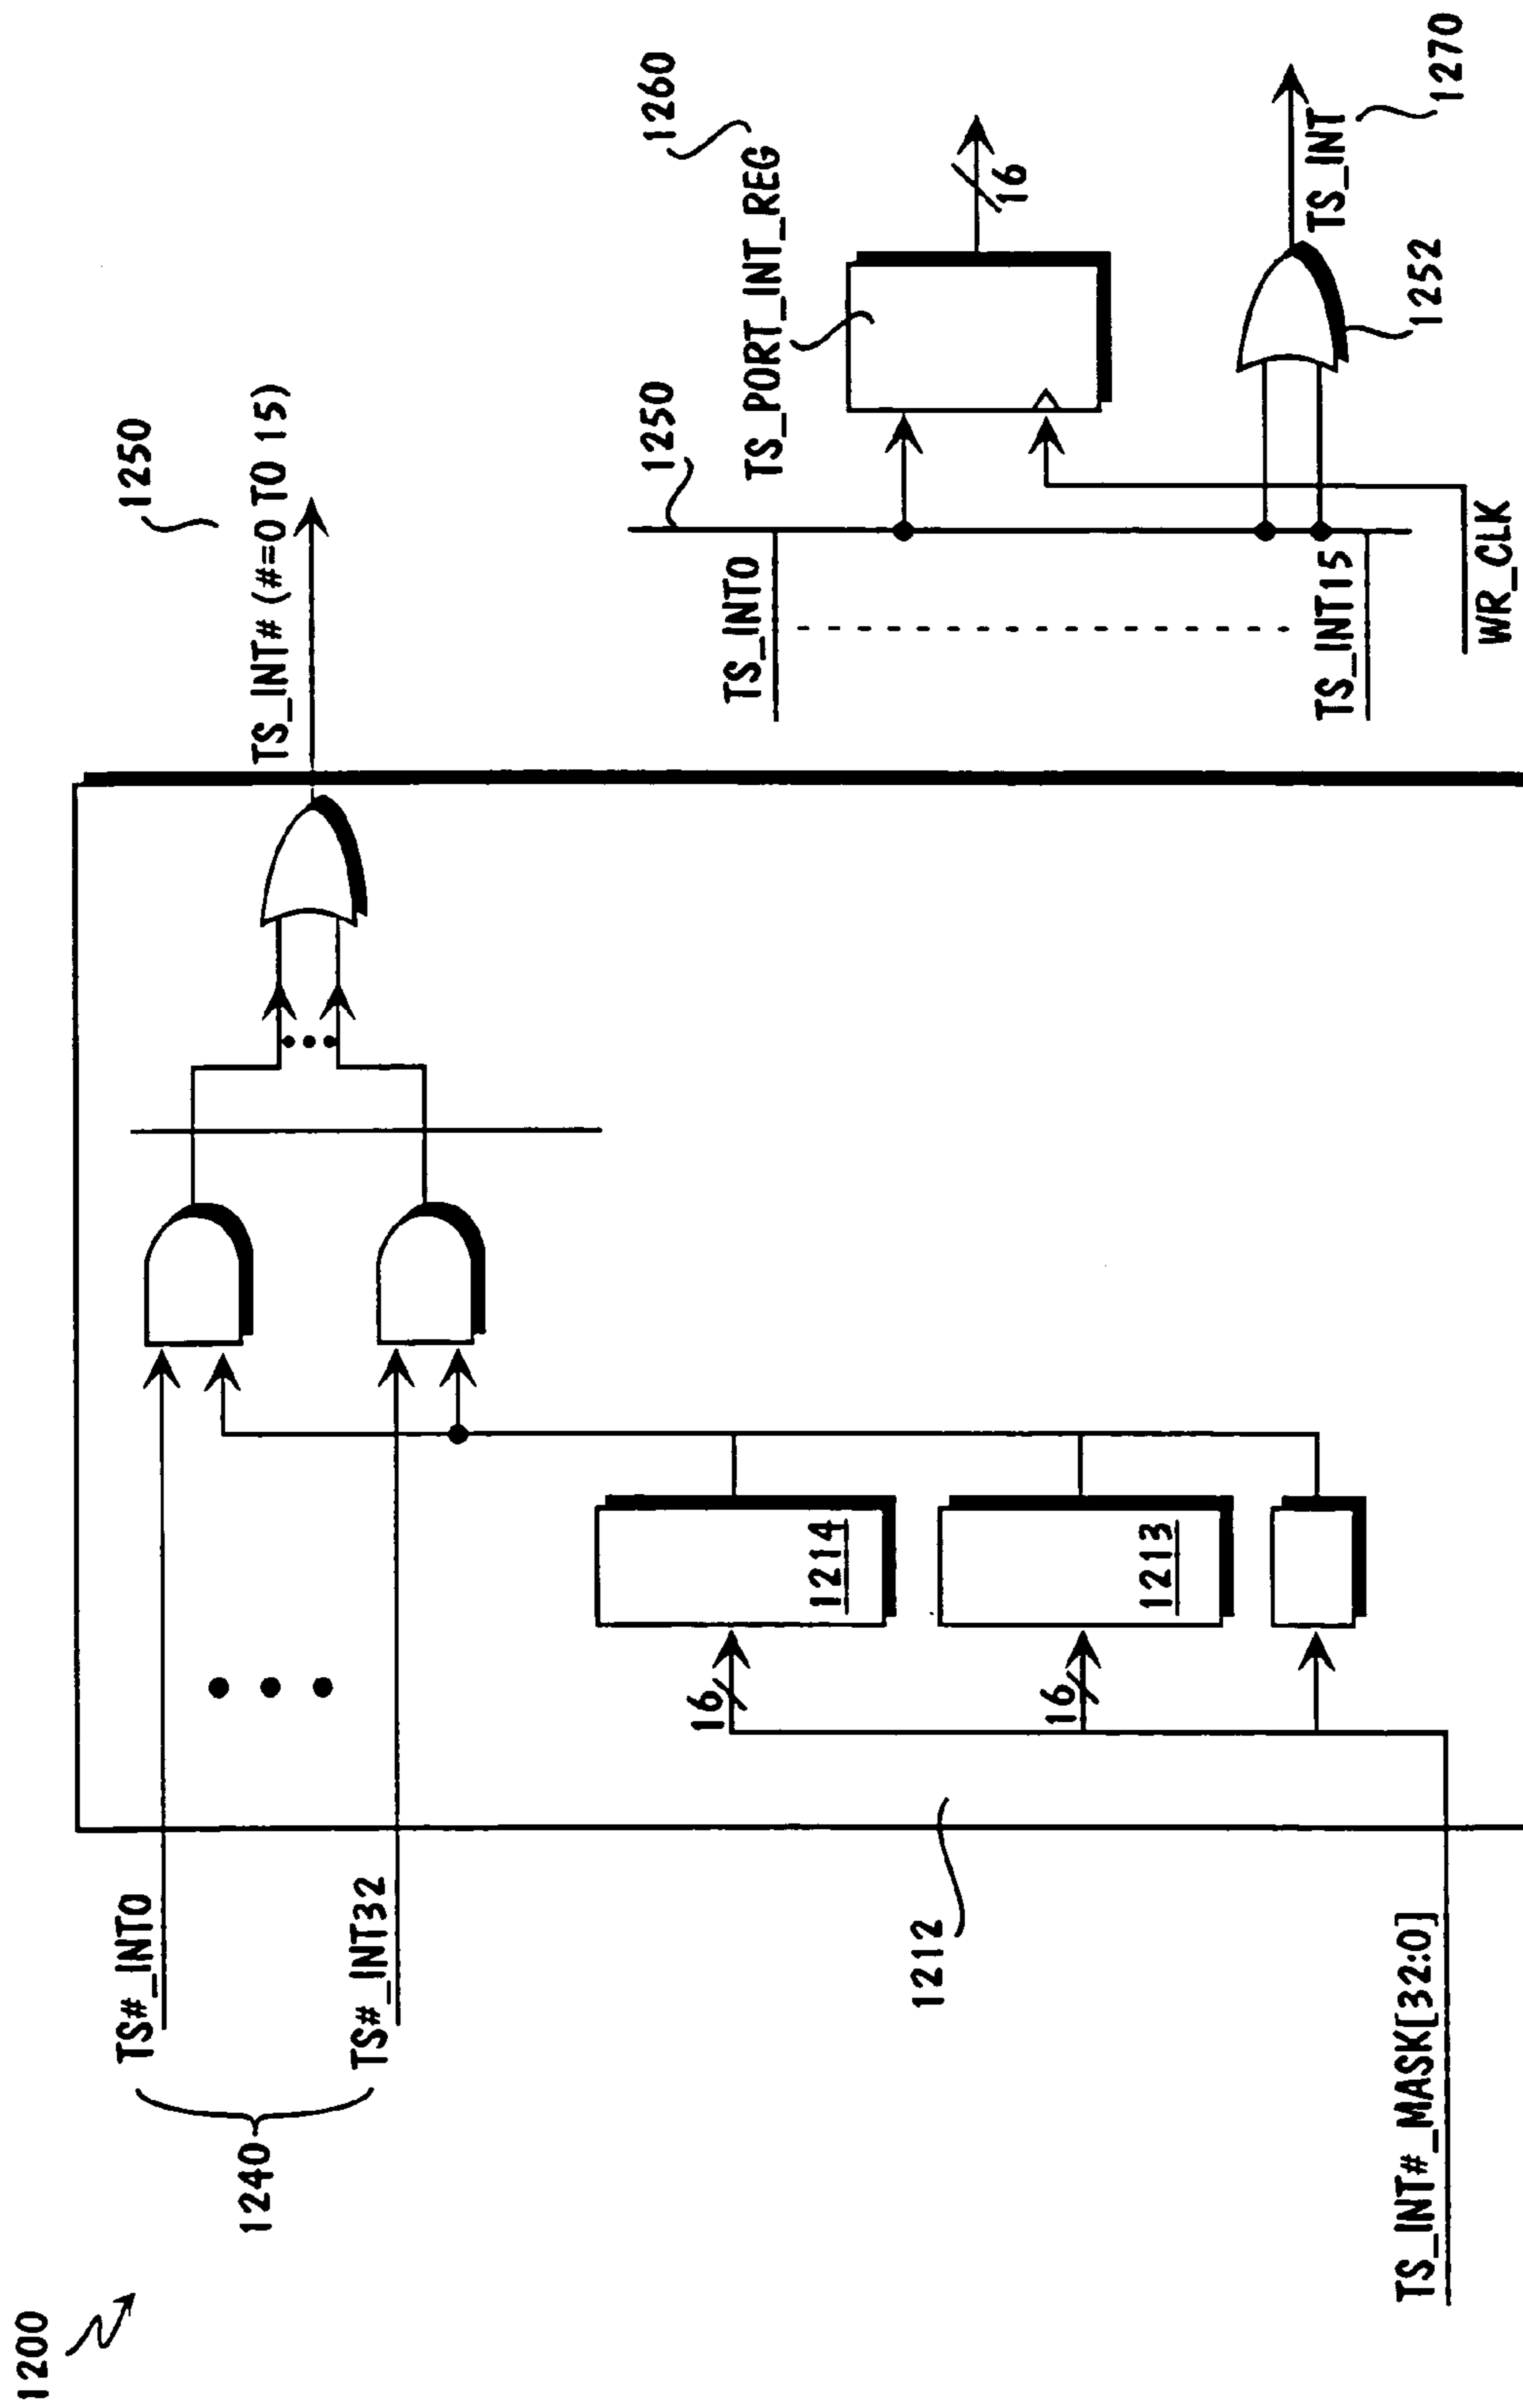 1200
1240
TS#_INT0
TS#_INT32
1212
TS_INT#_MASK[32:0]
16
16
1214
1213
1250
TS_INT# (#=0 TO 15)
TS_INT0
TS_INT15
WR_CLK
1250
TS_PORT_INT_REG
1260
16
1252
TS_INT
1270